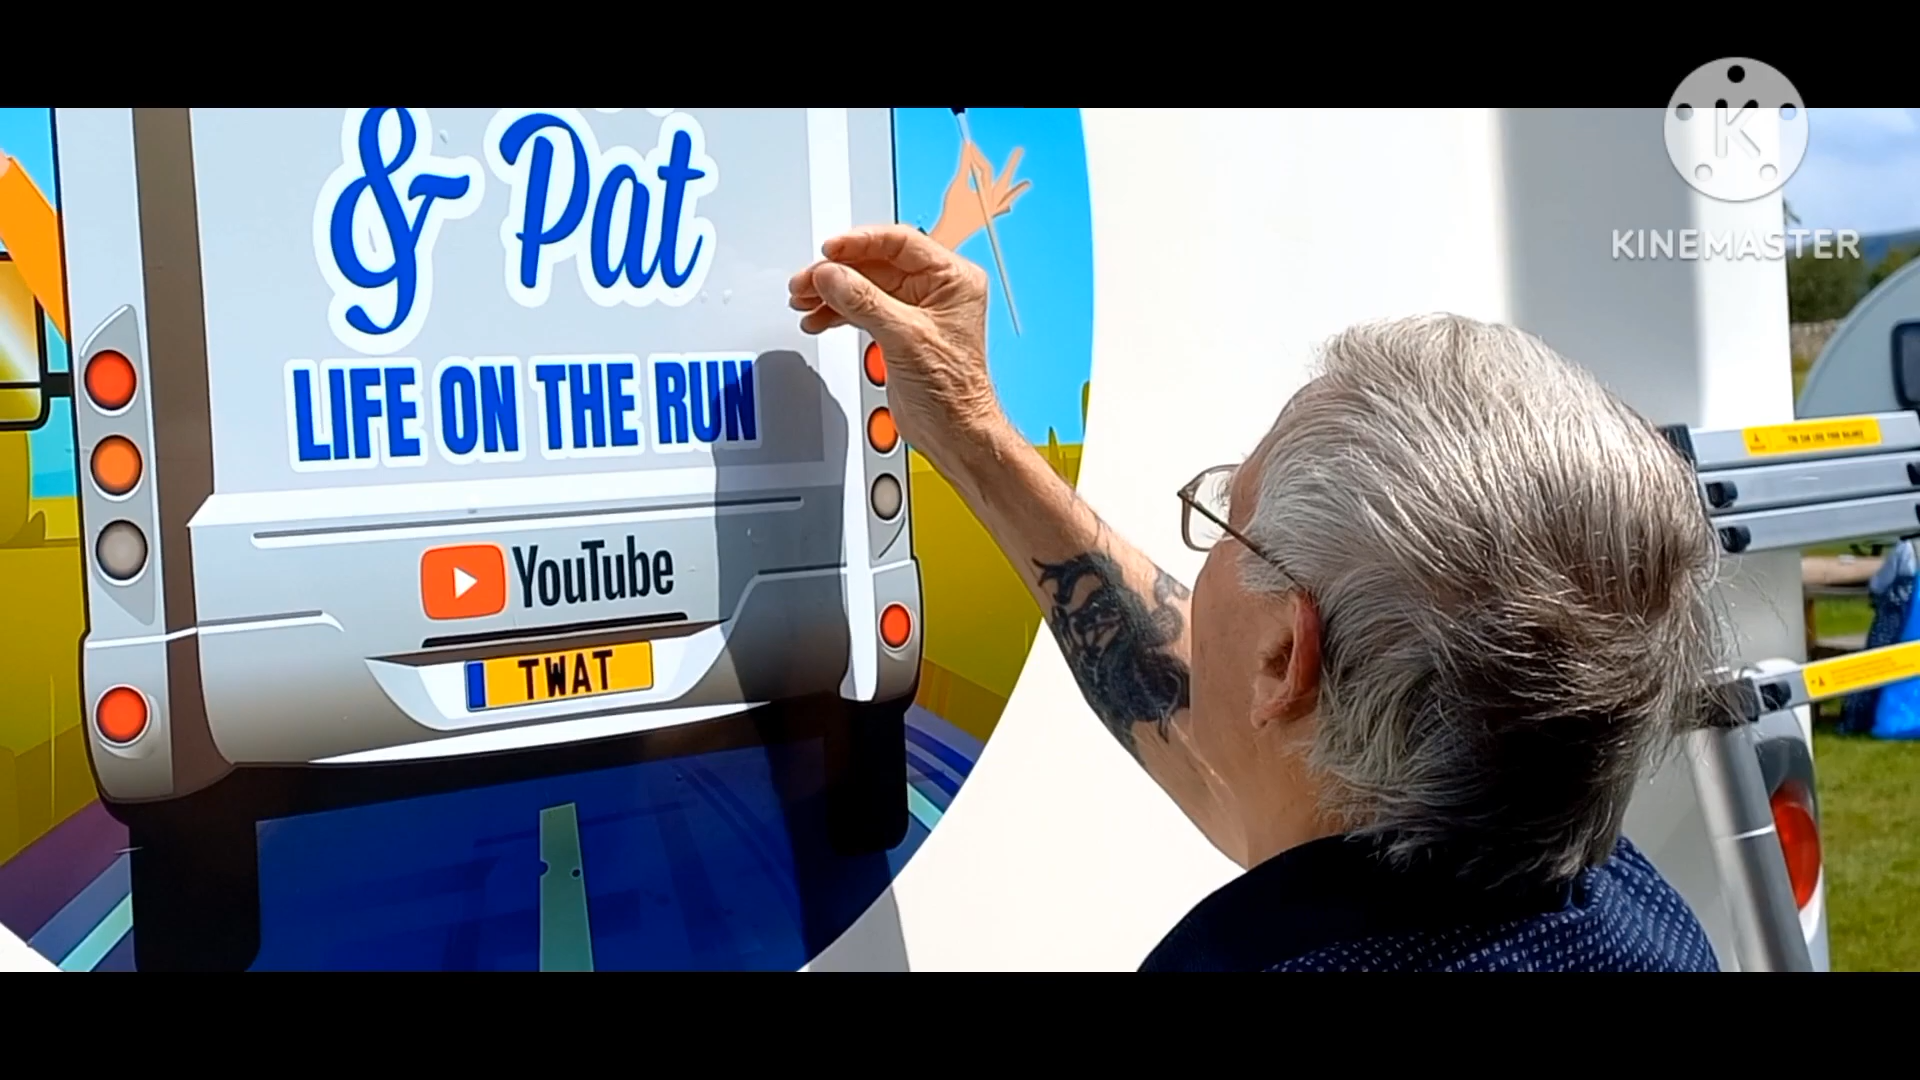 & Pat
LIFE ON THE RUN
YouTube
TWAT
K
KINEMASTER